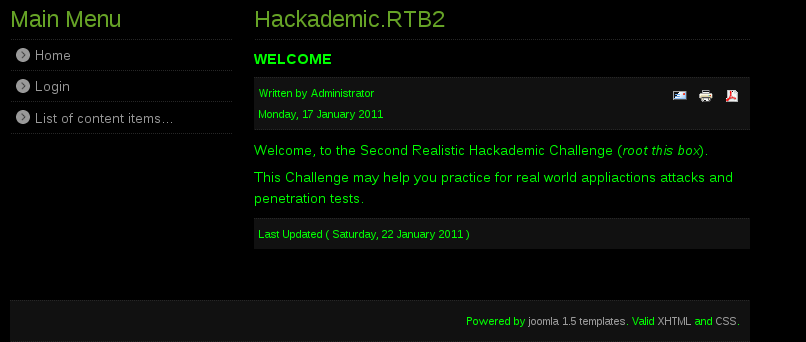 Main Menu
Home
Login
List of content items...
Hackademic.RTB2
WELCOME
Written by Administrator
Monday, 17 January 2011
Welcome, to the Second Realistic Hackademic Challenge (root this box).
This Challenge may help you practice for real world appliactions attacks and
penetration tests.
Last Updated ( Saturday, 22 January 2011 )
Powered by joomla 1.5 templates. Valid XHTML and CSS.